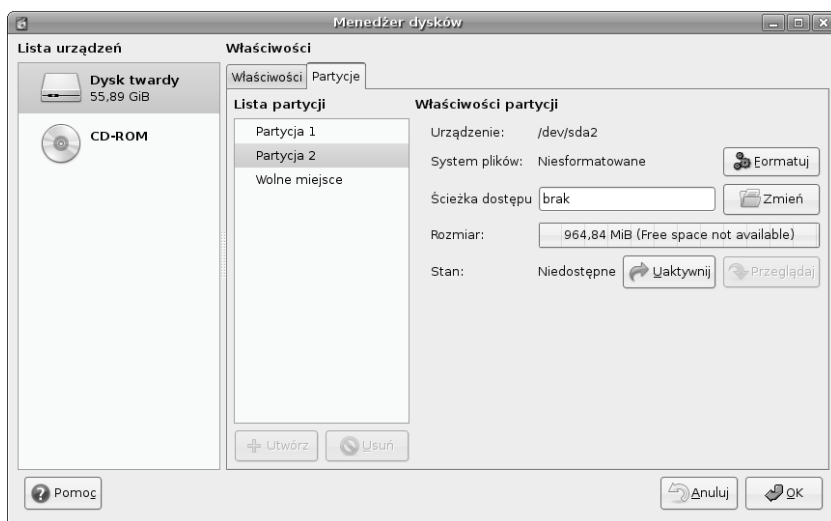 Menedżer dysków
Lista urządzeń
Dysk twardy
55,89 GiB
CD-ROM
Właściwości
Właściwości
Partycje
Lista partycji
Partycja 1
Partycja 2
Wolne miejsce
Utwórz
Usuń
Właściwości partycji
Urządzenie: /dev/sda2
System plików: Niesformatowane Formatuj
Ścieżka dostępu brak Zmień
Rozmiar: 964,84 MiB (Free space not available)
Stan: Niedostępne Uaktywnij Przeglądaj
Pomoc
Anuluj
OK